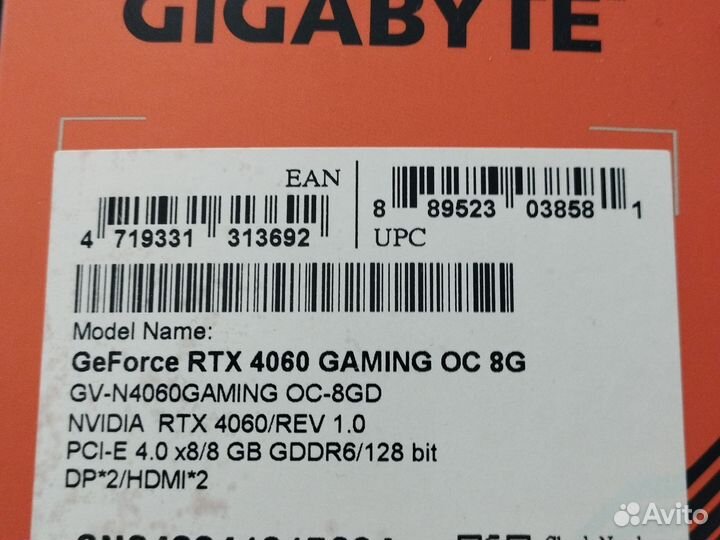 GIGABYTE
EAN
4 719331 313692
8 89523 03858 1
UPC
Model Name:
GeForce RTX 4060 GAMING OC 8G
GV-N4060GAMING OC-8GD
NVIDIA RTX 4060/REV 1.0
PCI-E 4.0 x8/8 GB GDDR6/128 bit
DP*2/HDMI*2
Avito